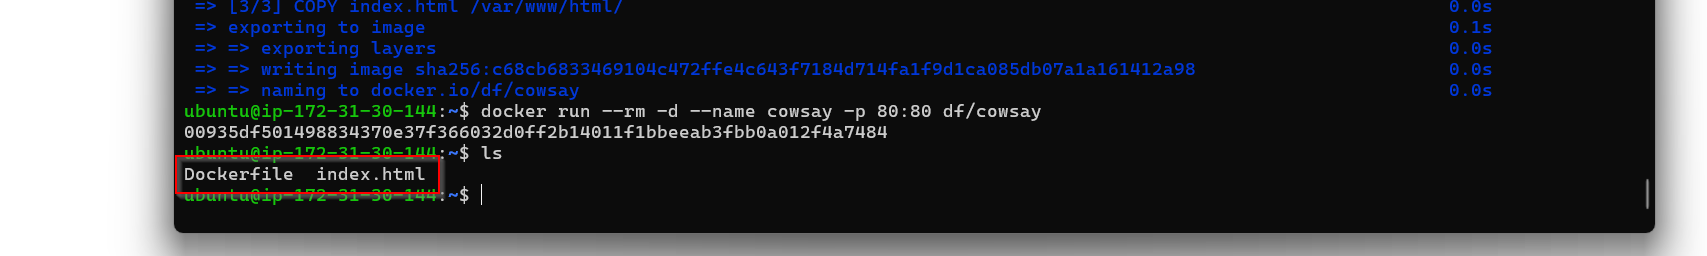 => [3/3] COPY index.html /var/www/html/ 0.0s
=> exporting to image 0.1s
=> => exporting layers 0.0s
=> => writing image sha256:c68cb6833469104c472ffe4c643f7184d714fa1f9d1ca085db07a1a161412a98 0.0s
=> => naming to docker.io/df/cowsay 0.0s
ubuntu@ip-172-31-30-144:~$ docker run --rm -d --name cowsay -p 80:80 df/cowsay
00935df501498834370e37f366032d0ff2b14011f1bbeeab3fbb0a012f4a7484
ubuntu@ip-172-31-30-144:~$ ls
Dockerfile  index.html
ubuntu@ip-172-31-30-144:~$